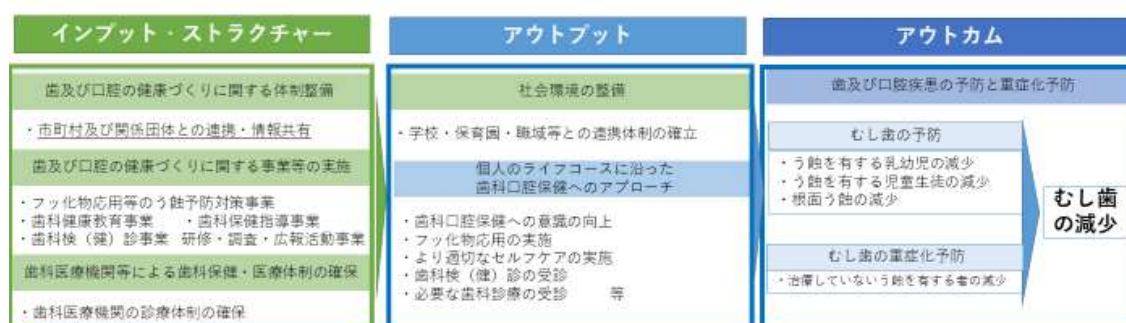 インプット・ストラクチャー
歯及び口腔の健康づくりに関する体制整備
・市町村及び関係団体との連携・情報共有
歯及び口腔の健康づくりに関する事業等の実施
・フッ化物応用等のう蝕予防対策事業
・歯科健康教育事業 ・歯科保健指導事業
・歯科検（健）診事業 研修・調査・広報活動事業
歯科医療機関等による歯科保健・医療体制の確保
・歯科医療機関の診療体制の確保
アウトプット
社会環境の整備
・学校・保育園・職域等との連携体制の確立
個人のライフコースに沿った
歯科口腔保健へのアプローチ
・歯科口腔保健への意識の向上
・フッ化物応用の実施
・より適切なセルフケアの実施
・歯科検（健）診の受診
・必要な歯科診療の受診 等
アウトカム
歯及び口腔疾患の予防と重症化予防
むし歯の予防
・う蝕を有する乳幼児の減少
・う蝕を有する児童生徒の減少
・根面う蝕の減少
むし歯の重症化予防
・治療していないう蝕を有する者の減少
むし歯
の減少